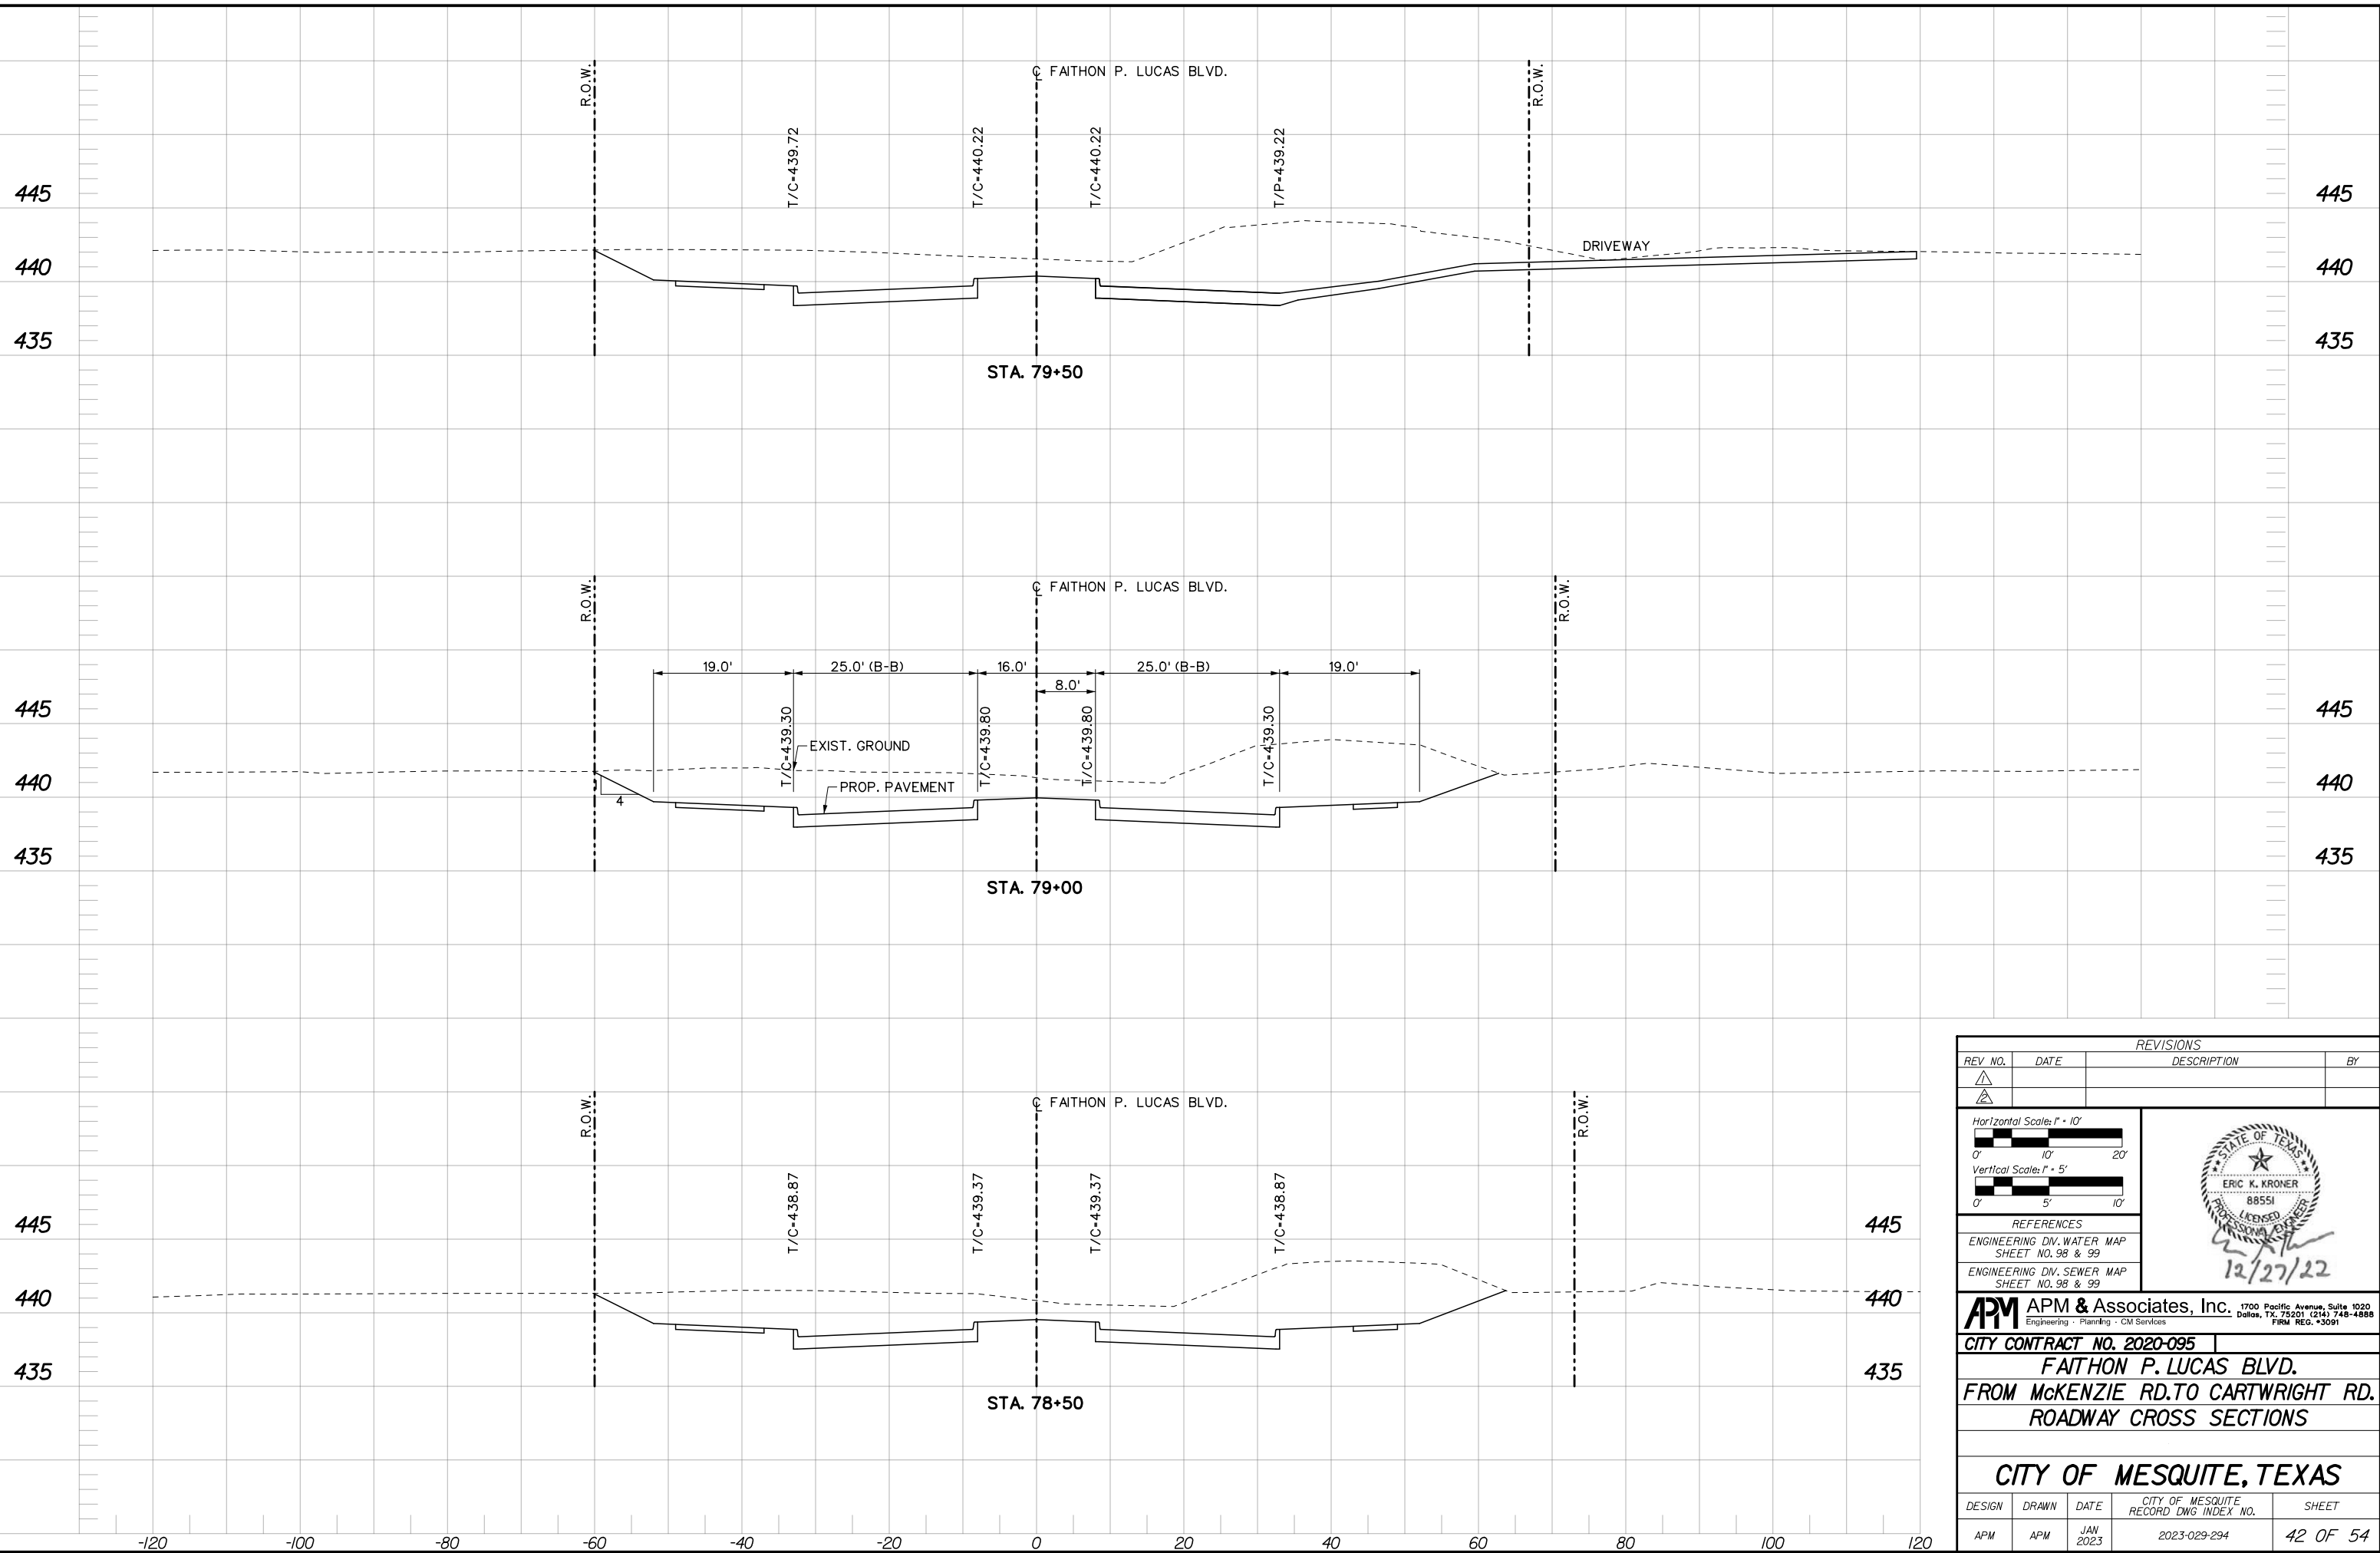 R.O.W.
℄ FAITHON P. LUCAS BLVD.
R.O.W.
T/C=439.72
T/C=440.22
T/C=440.22
T/P=439.22
445
445
DRIVEWAY
440
440
435
435
STA. 79+50
R.O.W.
℄ FAITHON P. LUCAS BLVD.
R.O.W.
19.0'
25.0' (B-B)
16.0'
25.0' (B-B)
19.0'
8.0'
T/C=439.30
T/C=439.80
T/C=439.80
T/C=439.30
445
445
EXIST. GROUND
440
440
PROP. PAVEMENT
4
435
435
STA. 79+00
R.O.W.
℄ FAITHON P. LUCAS BLVD.
R.O.W.
T/C=438.87
T/C=439.37
T/C=439.37
T/C=438.87
445
445
440
440
435
435
STA. 78+50
-120 -100 -80 -60 -40 -20 0 20 40 60 80 100 120
REVISIONS
REV NO. DATE DESCRIPTION BY
1
2
Horizontal Scale: 1" = 10'
0' 10' 20'
Vertical Scale: 1" = 5'
0' 5' 10'
STATE OF TEXAS
ERIC K. KRONER
88551
LICENSED
PROFESSIONAL ENGINEER
12/27/22
REFERENCES
ENGINEERING DIV. WATER MAP
SHEET NO. 98 & 99
ENGINEERING DIV. SEWER MAP
SHEET NO. 98 & 99
APM
APM & Associates, Inc.
Engineering · Planning · CM Services
1700 Pacific Avenue, Suite 1020
Dallas, TX. 75201 (214) 748-4888
FIRM REG. #3091
CITY CONTRACT NO. 2020-095
FAITHON P. LUCAS BLVD.
FROM McKENZIE RD. TO CARTWRIGHT RD.
ROADWAY CROSS SECTIONS
CITY OF MESQUITE, TEXAS
DESIGN DRAWN DATE CITY OF MESQUITE RECORD DWG INDEX NO. SHEET
APM APM JAN 2023 2023-029-294 42 OF 54